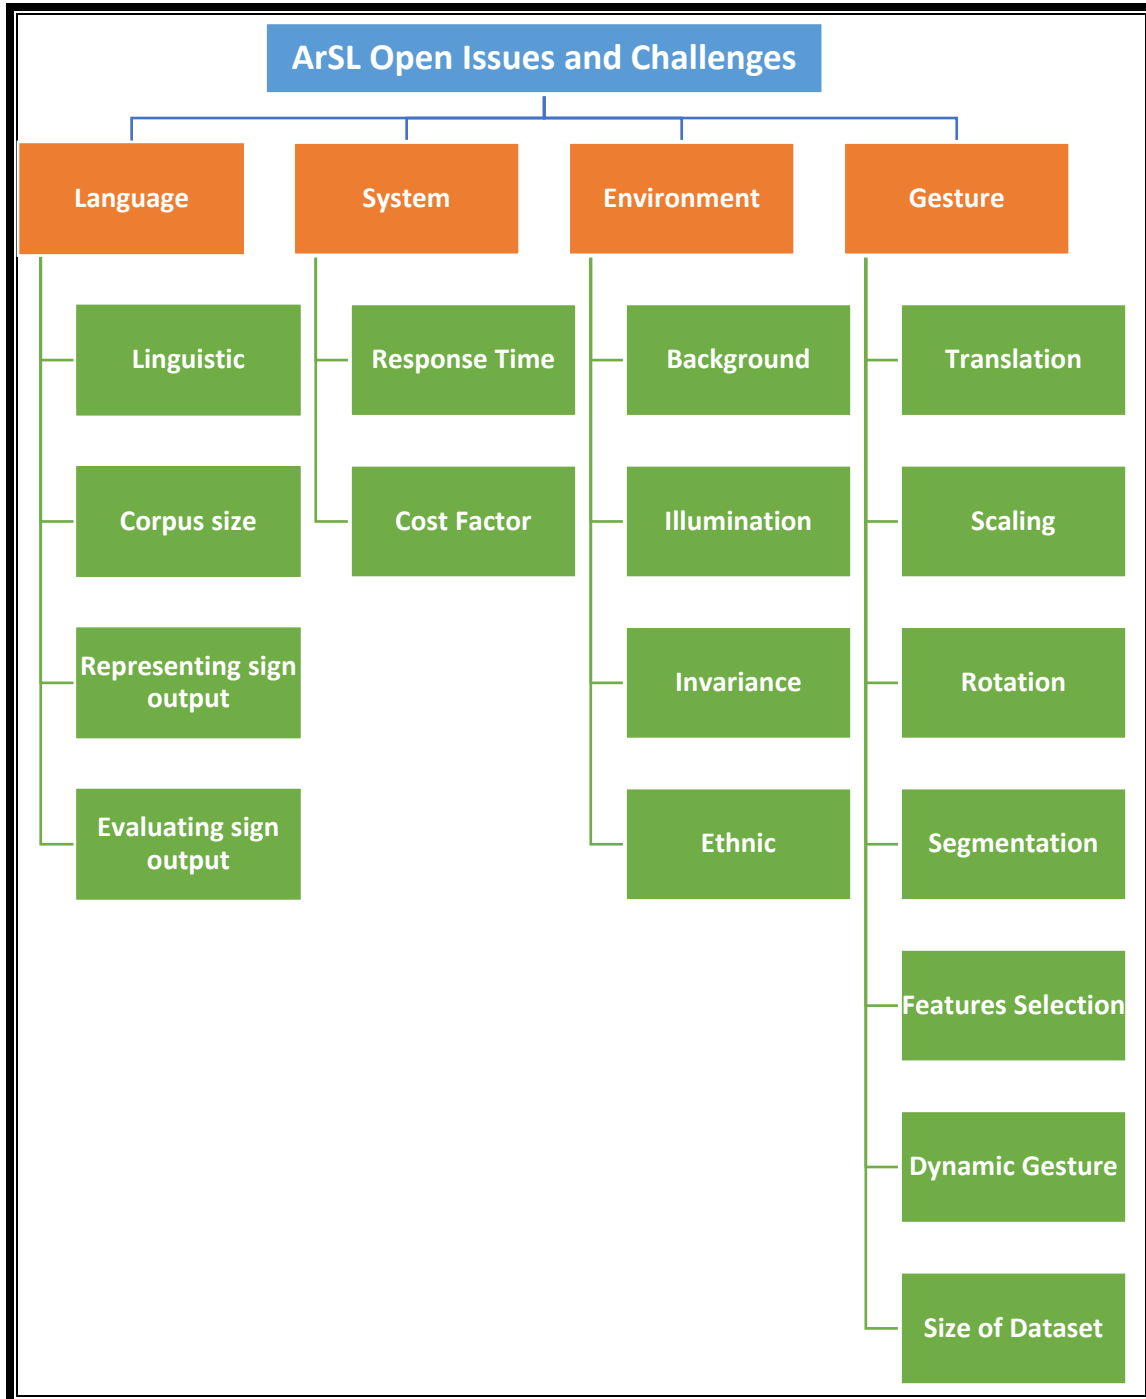 ArSL Open Issues and Challenges
Language
System
Environment
Gesture
Linguistic
Corpus size
Representing sign
output
Evaluating sign
output
Response Time
Cost Factor
Background
Illumination
Invariance
Ethnic
Translation
Scaling
Rotation
Segmentation
Features Selection
Dynamic Gesture
Size of Dataset